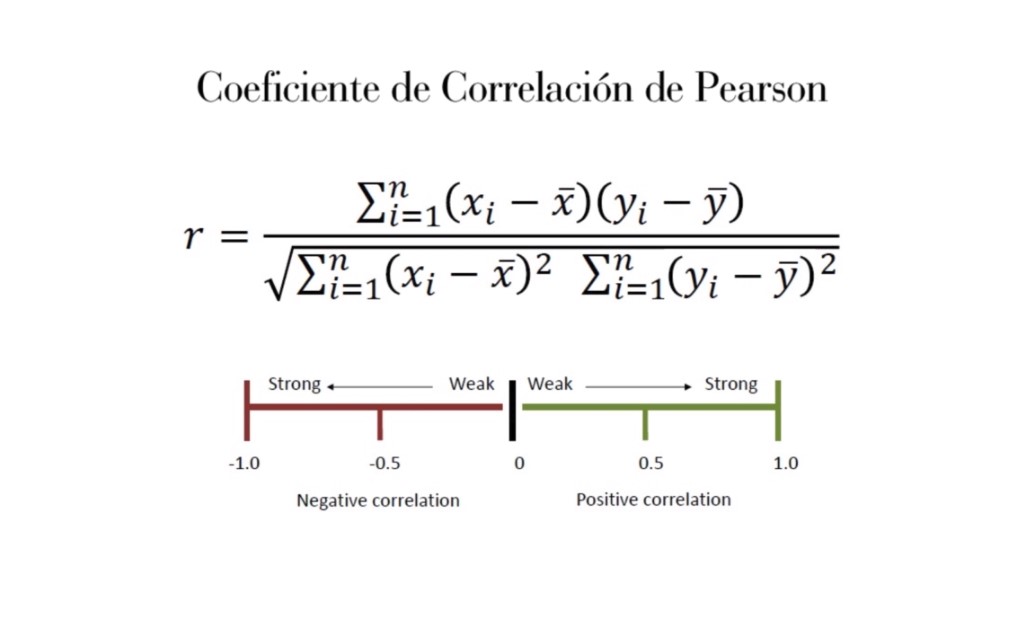 Coeficiente de Correlación de Pearson
r = \frac{\sum_{i=1}^{n}(x_i - \bar{x})(y_i - \bar{y})}{\sqrt{\sum_{i=1}^{n}(x_i - \bar{x})^2 \sum_{i=1}^{n}(y_i - \bar{y})^2}}
Strong Weak Weak Strong
-1.0 -0.5 0 0.5 1.0
Negative correlation Positive correlation